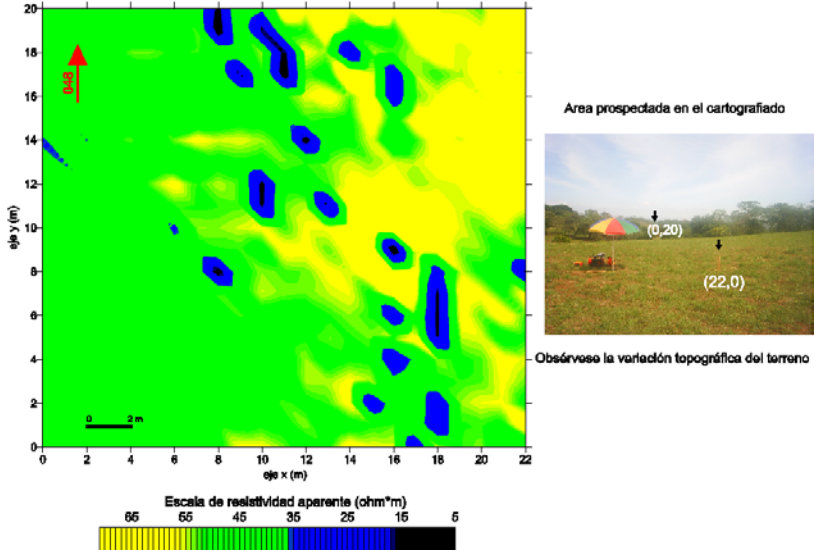 20
18
16
14
12
10
8
6
4
2
0
eje y (m)
048
0 2 m
0 2 4 6 8 10 12 14 16 18 20 22
eje x (m)
Escala de resistividad aparente (ohm*m)
65 55 45 35 25 15 5
Area prospectada en el cartografiado
(0,20)
(22,0)
Obsérvese la variación topográfica del terreno